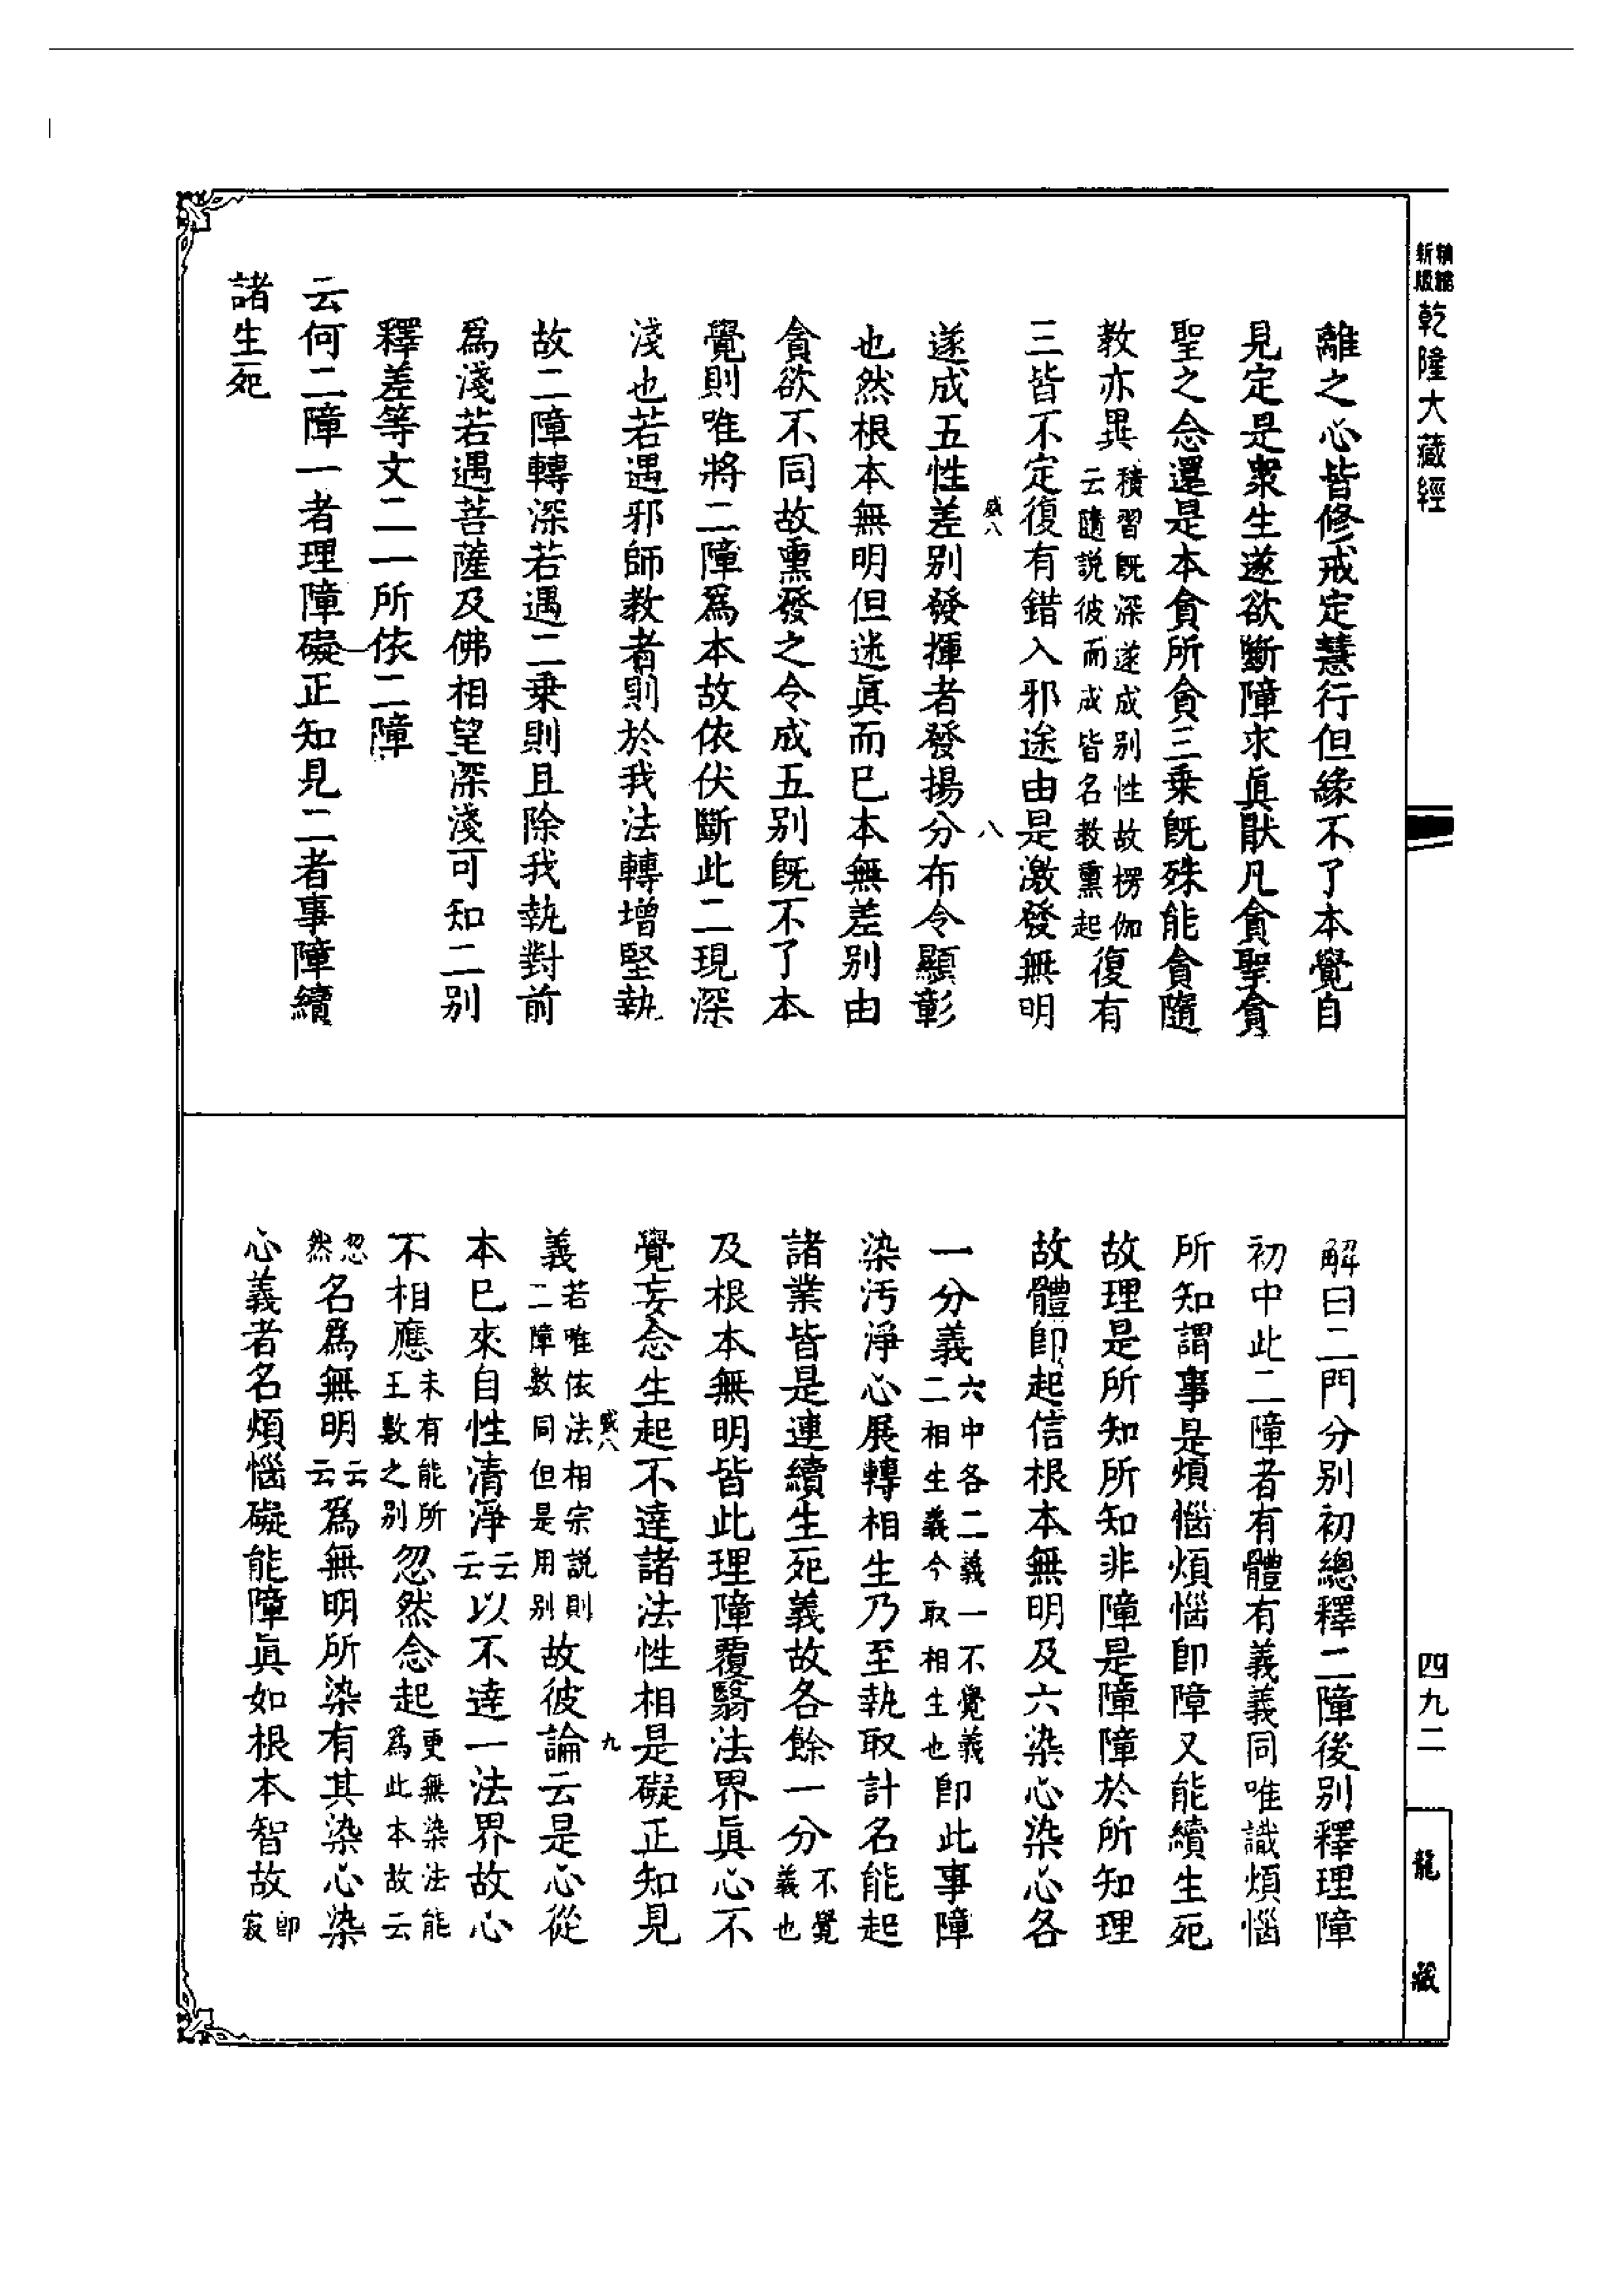 精縮新版乾隆大藏經
離之心皆修戒定慧行但緣不了本覺自
見定是衆生遂欲斷障求眞猒凡貪聖貪
聖之念還是本貪所貪三乗旣殊能貪隨
教亦異積習旣深遂成别性故楞伽云隨説彼而成皆名教熏起復有
三皆不定復有錯入邪途由是激發無明
感八 八
遂成五性差别發揮者發揚分布令顯彰
也然根本無明但迷眞而已本無差别由
貪欲不同故熏發之令成五别旣不了本
覺則唯將二障爲本故依伏斷此二現深
淺也若遇邪師教者則於我法轉增堅執
故二障轉深若遇二乗則且除我執對前
爲淺若遇菩薩及佛相望深淺可知二别
釋差等文二一所依二障
云何二障一者理障礙正知見二者事障續
諸生死
解曰二門分别初總釋二障後别釋理障
初中此二障者有體有義義同唯識煩惱
所知謂事是煩惱煩惱卽障又能續生死
故理是所知所知非障是障障於所知理
故體卽起信根本無明及六染心染心各
一分義六中各二義一不覺義二相生義今取相生也卽此事障
染汚淨心展轉相生乃至執取計名能起
諸業皆是連續生死義故各餘一分不覺義也
及根本無明皆此理障覆翳法界眞心不
覺妄念生起不達諸法性相是礙正知見
感八 九
義若唯依法相宗説則二障數同但是用别故彼論云是心從
本已來自性清淨云云以不達一法界故心
不相應未有能所王數之别忽然念起更無染法能爲此本故云
忽然名爲無明云云爲無明所染有其染心染
心義者名煩惱礙能障眞如根本智故卽寂
四九二
龍藏